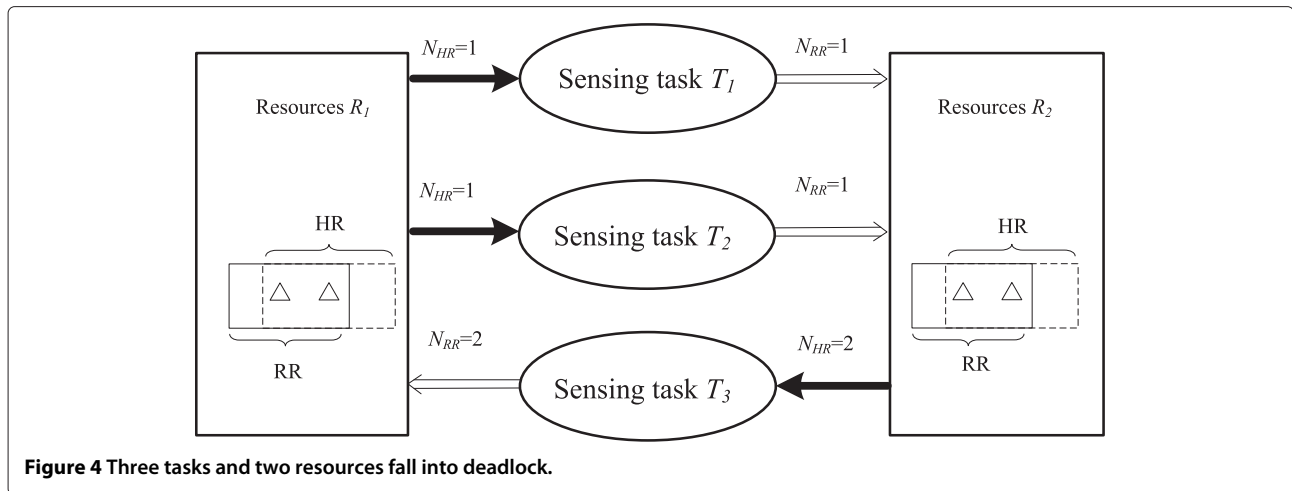 N_HR=1
N_RR=1
Sensing task T_1
Resources R_1
Resources R_2
N_HR=1
N_RR=1
Sensing task T_2
HR
HR
N_RR=2
N_HR=2
RR
RR
Sensing task T_3
Figure 4 Three tasks and two resources fall into deadlock.